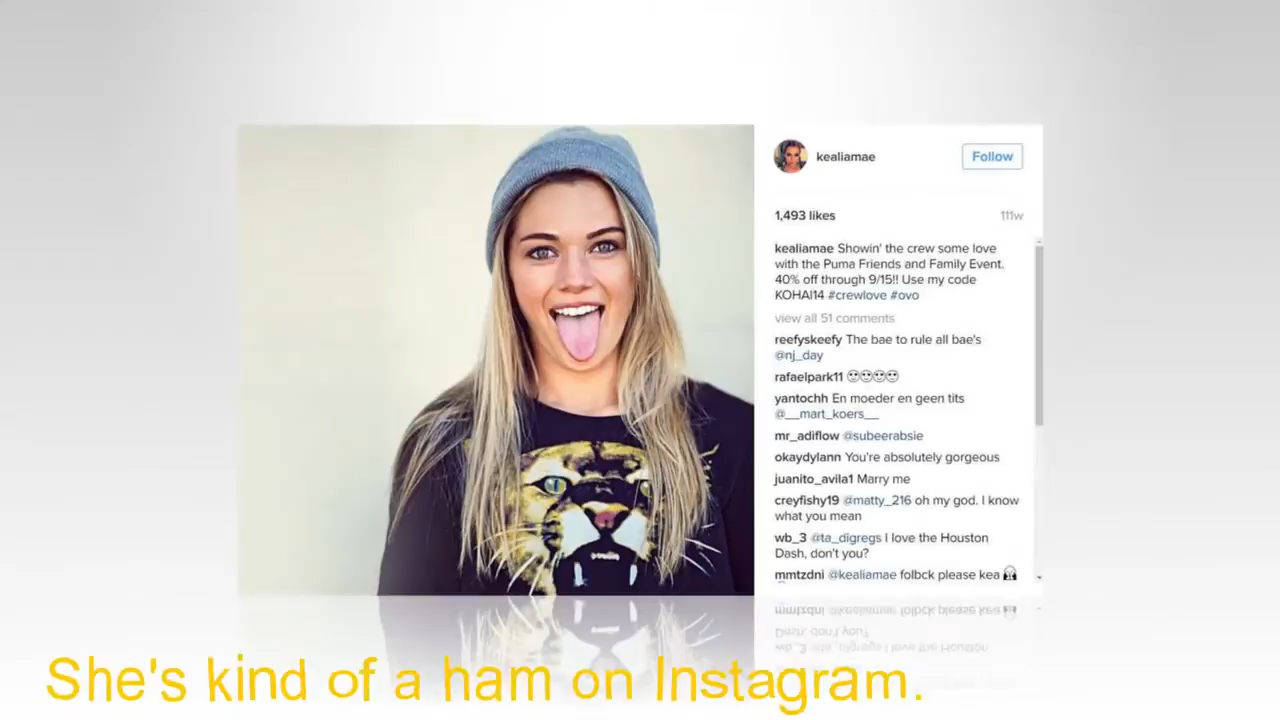 kealiamae
Follow
1,493 likes
111w
kealiamae Showin' the crew some love
with the Puma Friends and Family Event.
40% off through 9/15!! Use my code
KOHAI14 #crewlove #ovo
view all 51 comments
reefyskeefy The bae to rule all bae's
@nj_day
rafaelpark11
yantochh En moeder en geen tits
@__mart_koers__
mr_adiflow @subeerabsie
okaydylann You're absolutely gorgeous
juanito_avila1 Marry me
creyfishy19 @matty_216 oh my god. I know
what you mean
wb_3 @ta_digregs I love the Houston
Dash, don't you?
mmtzdni @kealiamae folbck please kea
She's kind of a ham on Instagram.